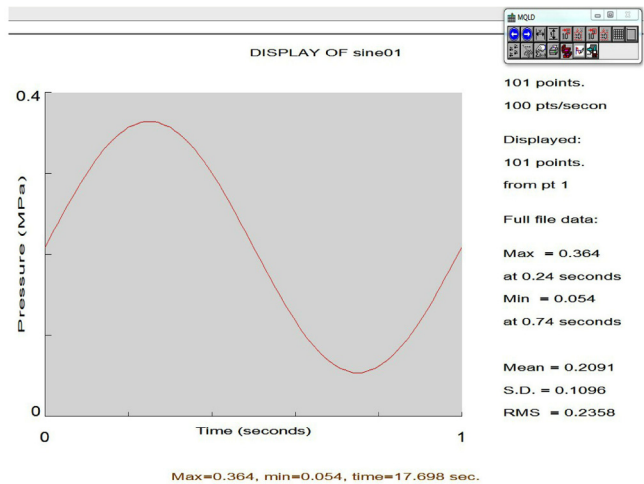 MQLD
DISPLAY OF sine01
101 points.
100 pts/secon
Displayed:
101 points.
from pt 1
Full file data:
Max = 0.364
at 0.24 seconds
Min = 0.054
at 0.74 seconds
Mean = 0.2091
S.D. = 0.1096
RMS = 0.2358
0.4
Pressure (MPa)
0
0
Time (seconds)
1
Max=0.364, min=0.054, time=17.698 sec.